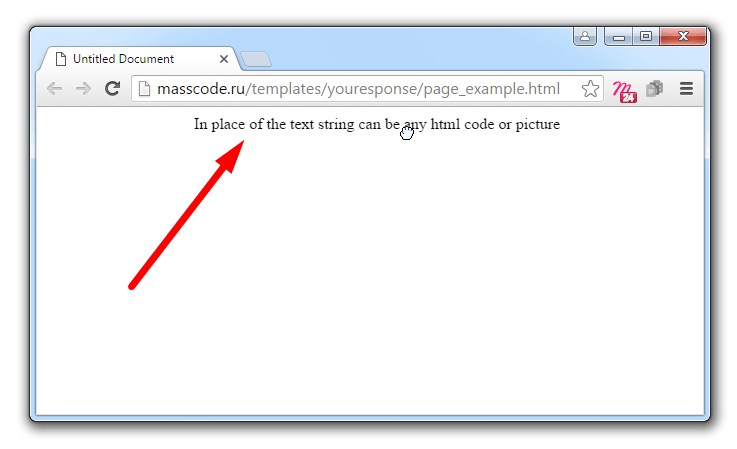 Untitled Document
masscode.ru/templates/youresponse/page_example.html
24
In place of the text string can be any html code or picture